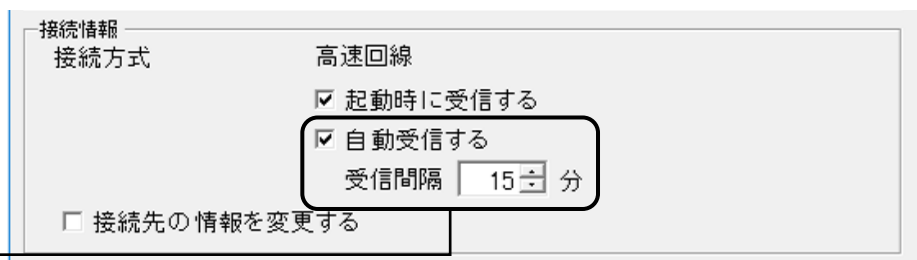 接続情報
接続方式 高速回線
起動時に受信する
自動受信する
受信間隔 15 分
接続先の情報を変更する